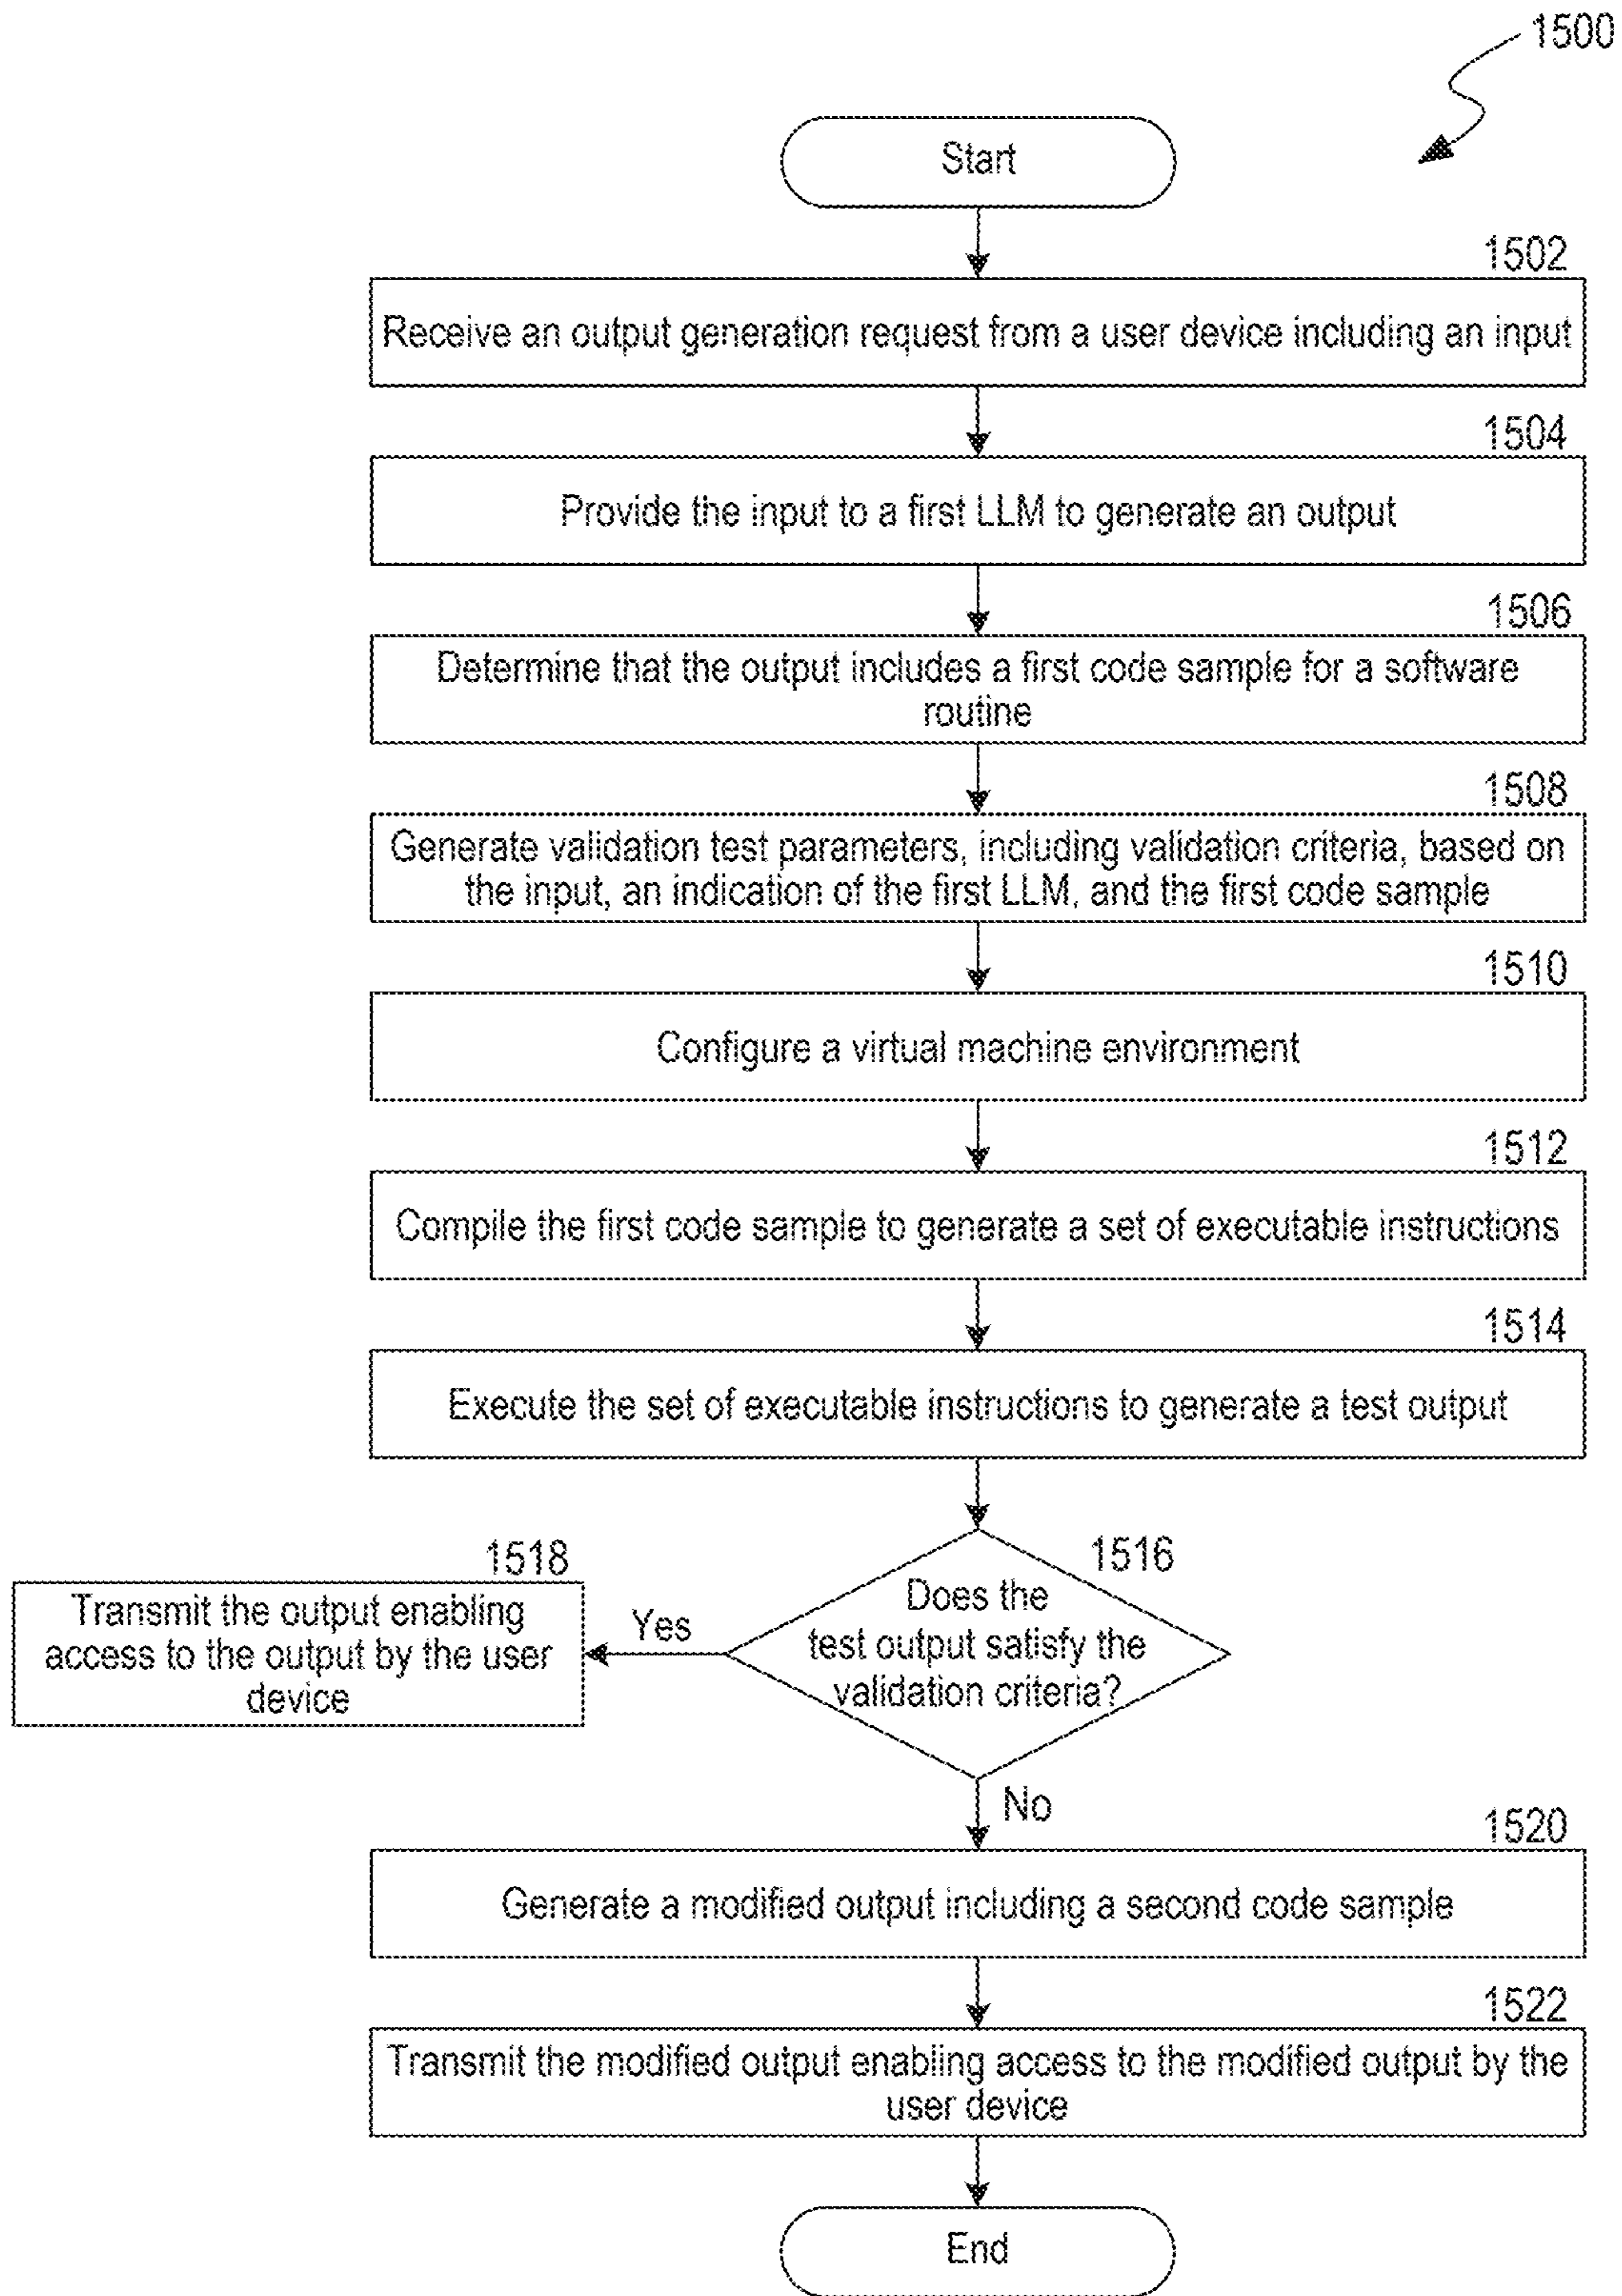 1500
Start
1502
Receive an output generation request from a user device including an input
1504
Provide the input to a first LLM to generate an output
1506
Determine that the output includes a first code sample for a software
routine
1508
Generate validation test parameters, including validation criteria, based on
the input, an indication of the first LLM, and the first code sample
1510
Configure a virtual machine environment
1512
Compile the first code sample to generate a set of executable instructions
1514
Execute the set of executable instructions to generate a test output
1516
Does the
test output satisfy the
validation criteria?
Yes
1518
Transmit the output enabling
access to the output by the user
device
No
1520
Generate a modified output including a second code sample
1522
Transmit the modified output enabling access to the modified output by the
user device
End